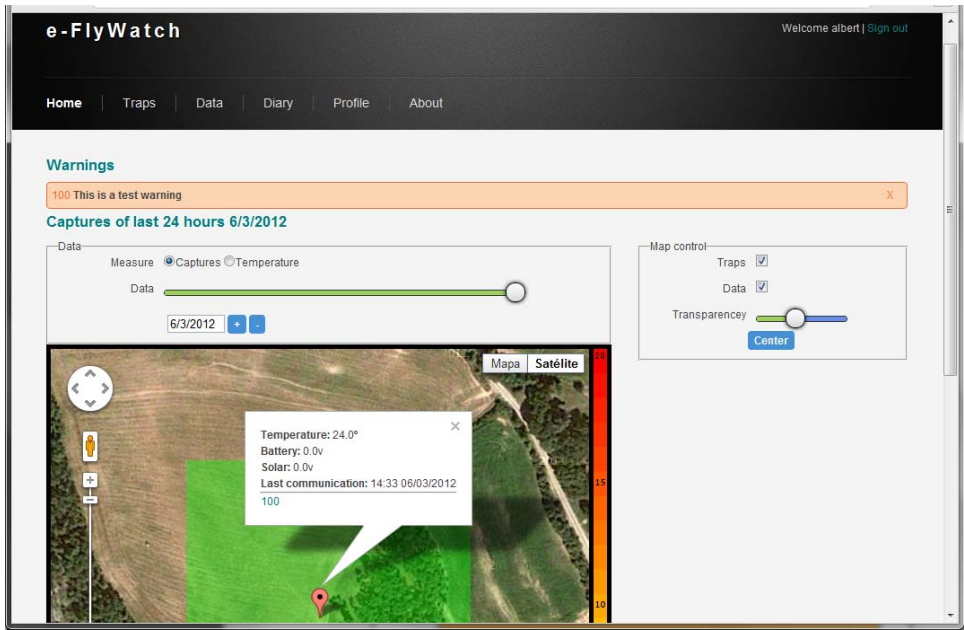 e-FlyWatch
Welcome albert | Sign out
Home Traps Data Diary Profile About
Warnings
100 This is a test warning X
Captures of last 24 hours 6/3/2012
Data
Measure Captures Temperature
Data
6/3/2012 + -
Map control
Traps
Data
Transparencey
Center
Mapa Satélite
20
Temperature: 24.0°
Battery: 0.0v
Solar: 0.0v
Last communication: 14:33 06/03/2012
100
15
10